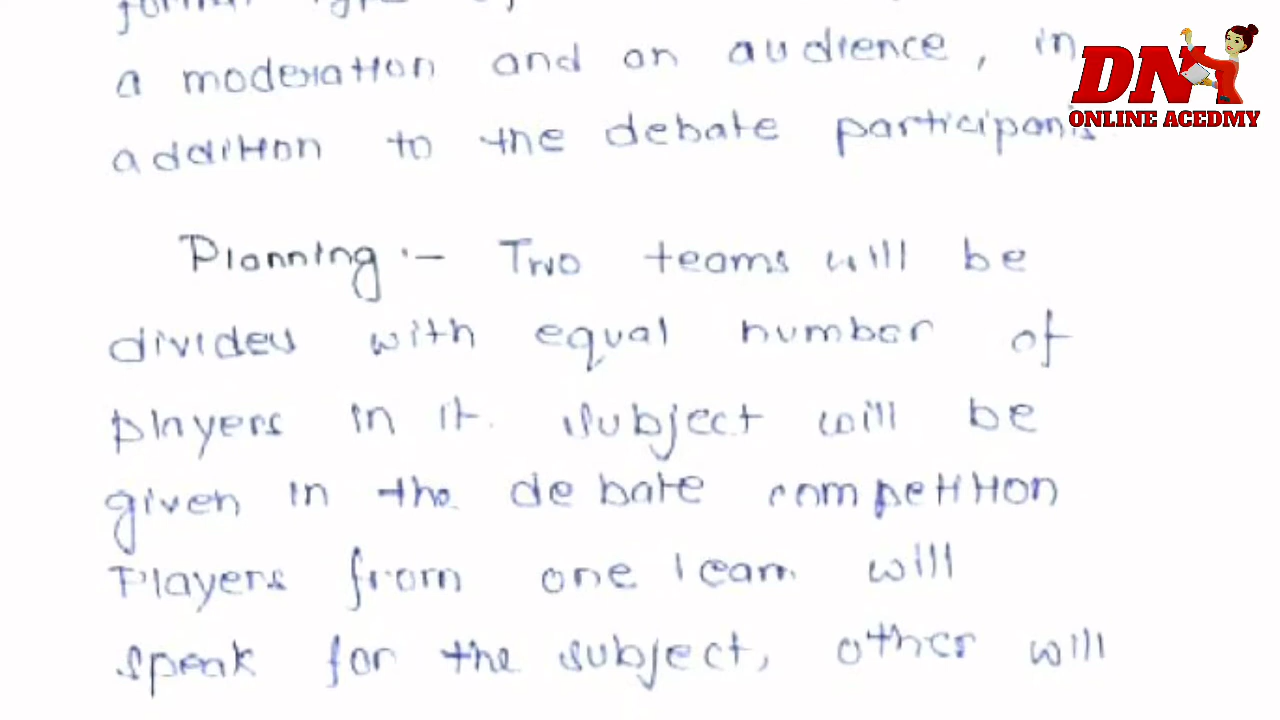 a moderation and an audience, in
addition to the debate participants
Planning :- Two teams will be
divided with equal number of
players in it. Subject will be
given in the debate competition
Players from one team will
speak for the subject, other will
DN
ONLINE ACEDMY